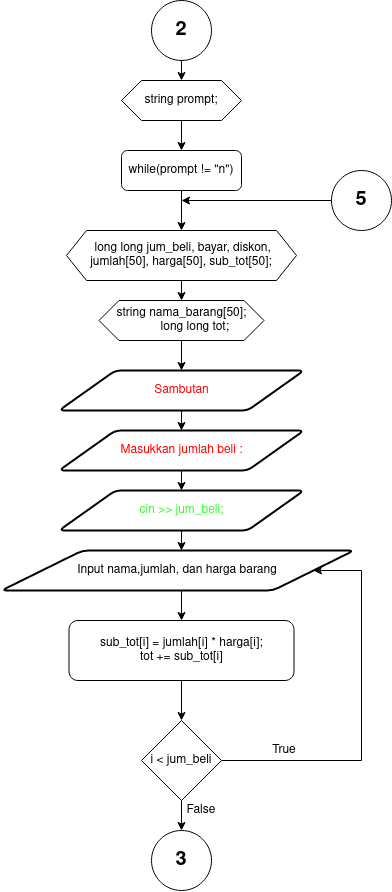 2
string prompt;
while(prompt != "n")
5
long long jum_beli, bayar, diskon,
jumlah[50], harga[50], sub_tot[50];
string nama_barang[50];
long long tot;
Sambutan
Masukkan jumlah beli :
cin >> jum_beli;
Input nama,jumlah, dan harga barang
sub_tot[i] = jumlah[i] * harga[i];
tot += sub_tot[i]
i < jum_beli
True
False
3